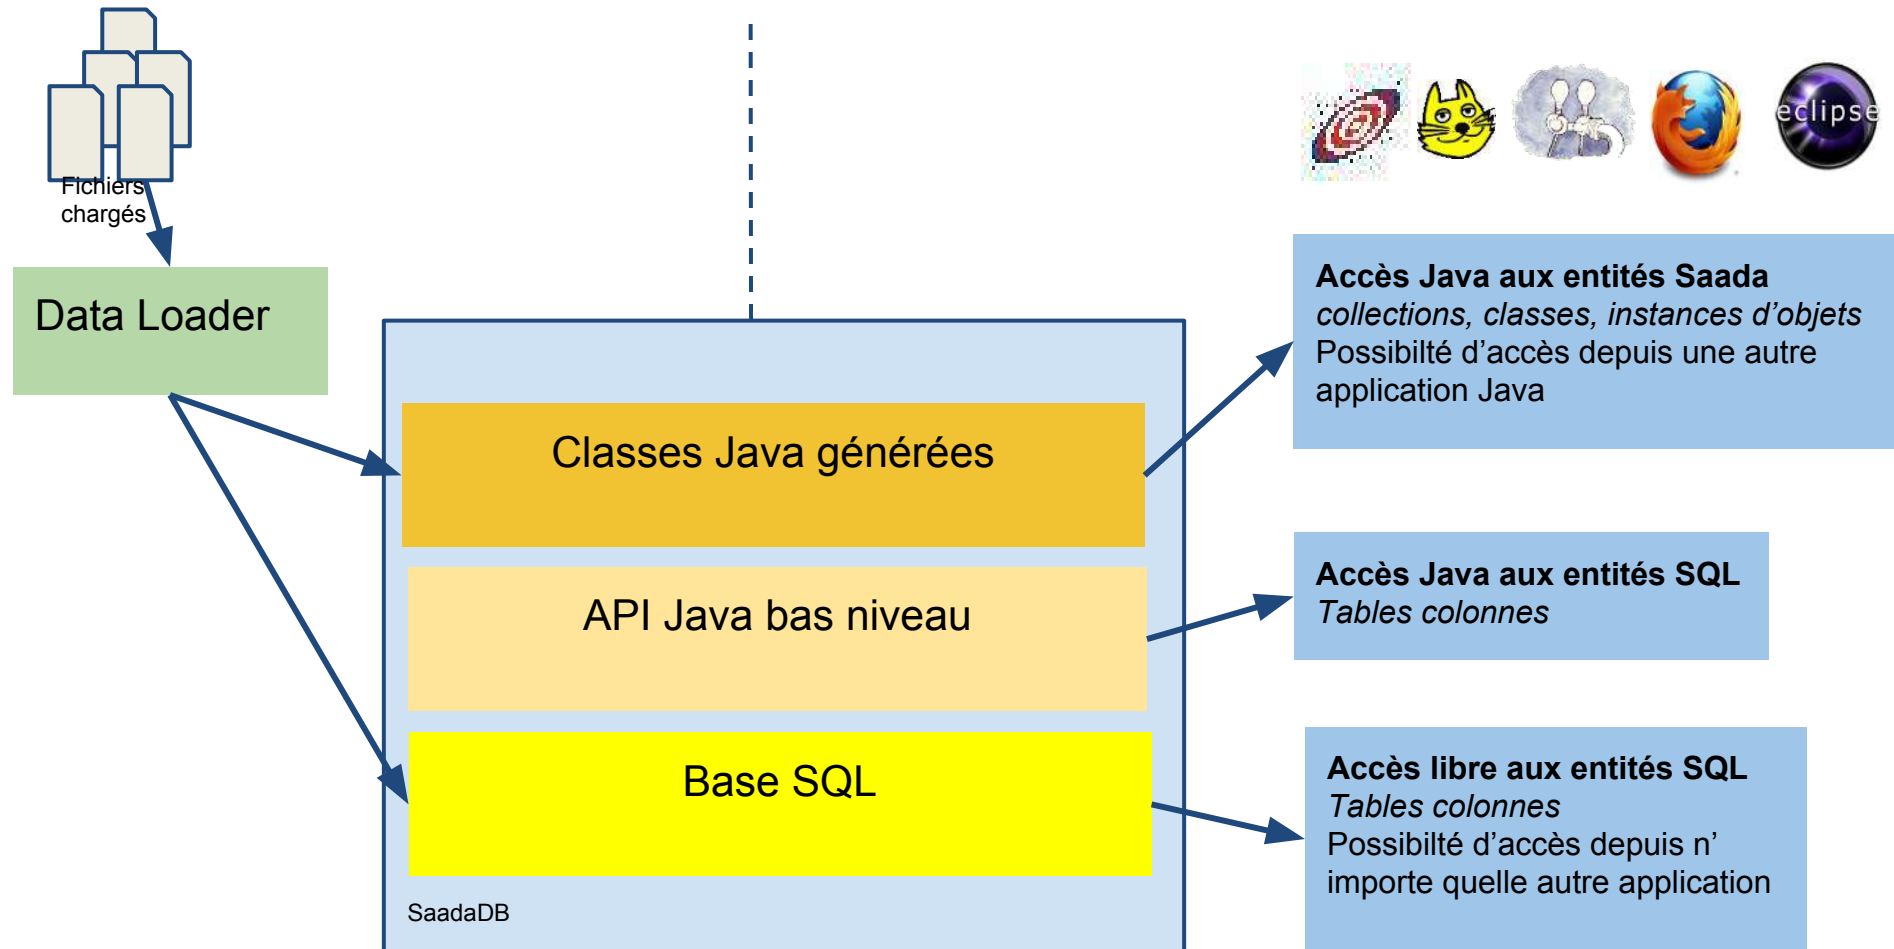 Fichiers
chargés
Data Loader
Classes Java générées
API Java bas niveau
Base SQL
SaadaDB
eclipse
Accès Java aux entités Saada
collections, classes, instances d’objets
Possibilté d’accès depuis une autre
application Java
Accès Java aux entités SQL
Tables colonnes
Accès libre aux entités SQL
Tables colonnes
Possibilté d’accès depuis n’
importe quelle autre application